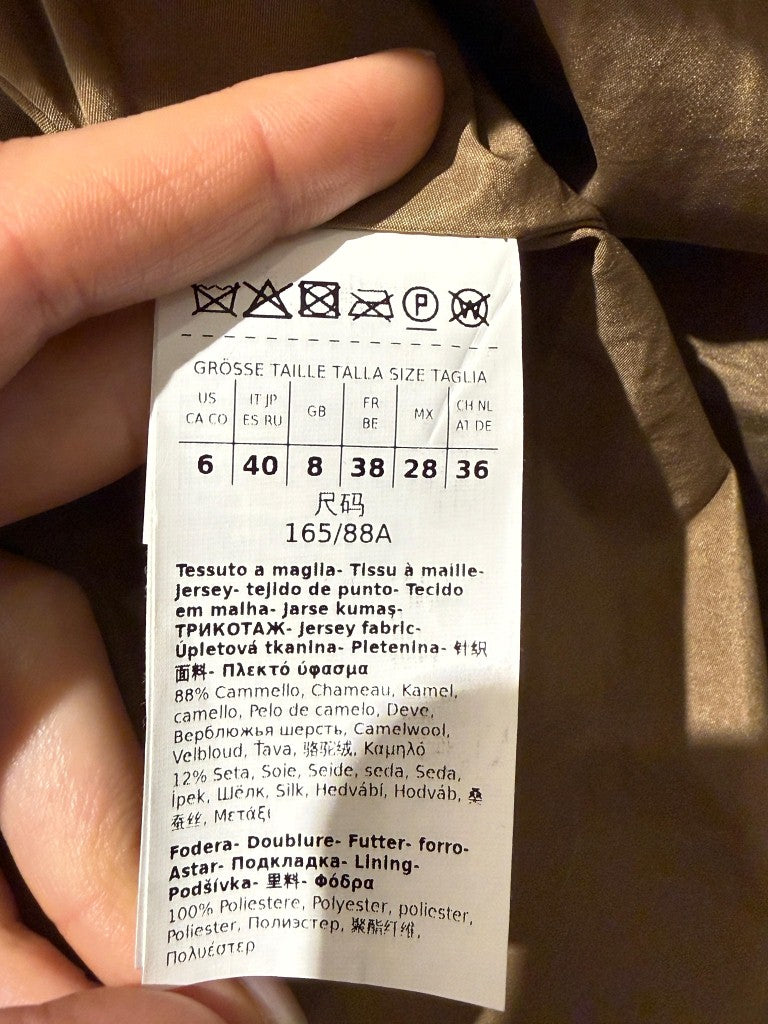 P
W
GRÖSSE TAILLE TALLA SIZE TAGLIA
US IT JP GB FR MX CH NL
CA CO ES RU BE AT DE
6 40 8 38 28 36
尺码
165/88A
Tessuto a maglia- Tissu à maille-
Jersey- tejido de punto- Tecido
em malha- Jarse kumaş-
ТРИКОТАЖ- Jersey fabric-
Úpletová tkanina- Pletenina- 针织
面料- Πλεκτό ύφασμα
88% Cammello, Chameau, Kamel,
camello, Pelo de camelo, Deve,
Верблюжья шерсть, Camelwool,
Velbloud, Ťava, 骆驼绒, Καμηλό
12% Seta, Soie, Seide, seda, Seda,
İpek, Шёлк, Silk, Hedvábí, Hodváb, 桑
蚕丝, Μετάξι
Fodera- Doublure- Futter- forro-
Astar- Подкладка- Lining-
Podšívka- 里料- Φόδρα
100% Poliestere, Polyester, poliester,
Poliester, Полиэстер, 聚酯纤维,
Πολυέστερ